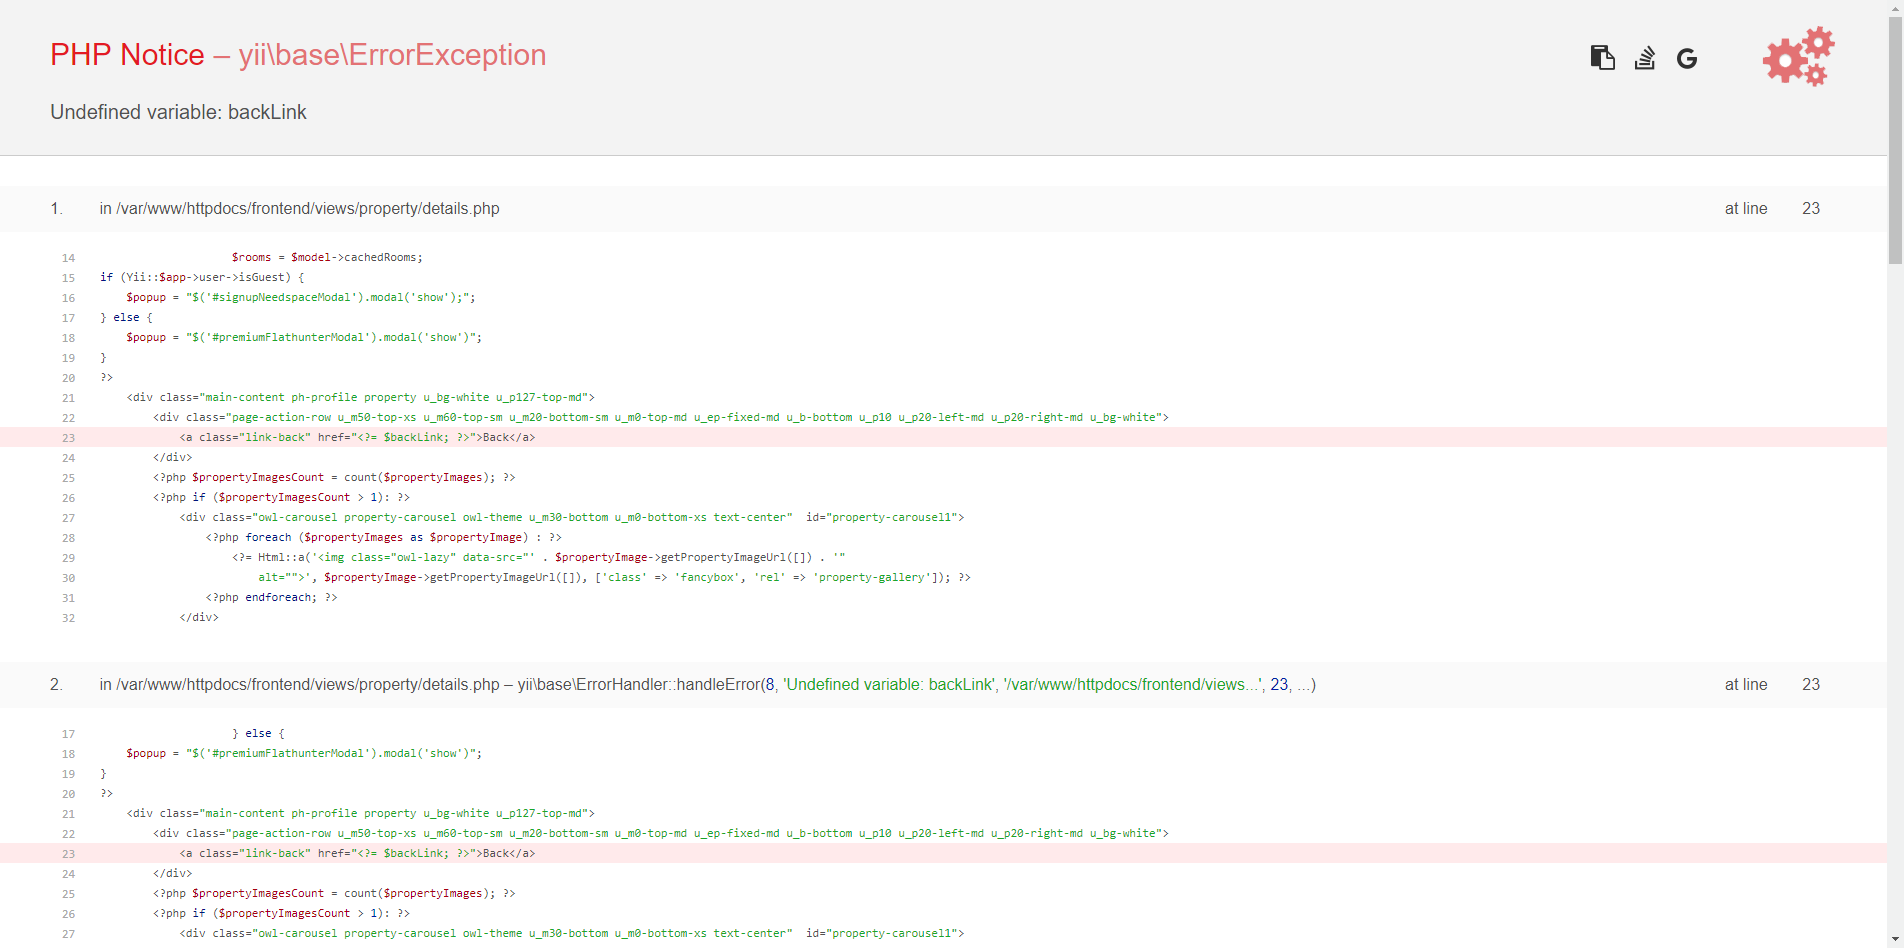 PHP Notice – yii\base\ErrorException
Undefined variable: backLink
1. in /var/www/httpdocs/frontend/views/property/details.php at line 23
14 $rooms = $model->cachedRooms;
15 if (Yii::$app->user->isGuest) {
16 $popup = "$('#signupNeedspaceModal').modal('show');";
17 } else {
18 $popup = "$('#premiumFlathunterModal').modal('show')";
19 }
20 ?>
21 <div class="main-content ph-profile property u_bg-white u_p127-top-md">
22 <div class="page-action-row u_m50-top-xs u_m60-top-sm u_m20-bottom-sm u_m0-top-md u_ep-fixed-md u_b-bottom u_p10 u_p20-left-md u_p20-right-md u_bg-white">
23 <a class="link-back" href="<?= $backLink; ?>">Back</a>
24 </div>
25 <?php $propertyImagesCount = count($propertyImages); ?>
26 <?php if ($propertyImagesCount > 1): ?>
27 <div class="owl-carousel property-carousel owl-theme u_m30-bottom u_m0-bottom-xs text-center" id="property-carousel1">
28 <?php foreach ($propertyImages as $propertyImage) : ?>
29 <?= Html::a('<img class="owl-lazy" data-src="' . $propertyImage->getPropertyImageUrl([]) . '"
30 alt="">', $propertyImage->getPropertyImageUrl([]), ['class' => 'fancybox', 'rel' => 'property-gallery']); ?>
31 <?php endforeach; ?>
32 </div>
2. in /var/www/httpdocs/frontend/views/property/details.php – yii\base\ErrorHandler::handleError(8, 'Undefined variable: backLink', '/var/www/httpdocs/frontend/views...', 23, ...) at line 23
17 } else {
18 $popup = "$('#premiumFlathunterModal').modal('show')";
19 }
20 ?>
21 <div class="main-content ph-profile property u_bg-white u_p127-top-md">
22 <div class="page-action-row u_m50-top-xs u_m60-top-sm u_m20-bottom-sm u_m0-top-md u_ep-fixed-md u_b-bottom u_p10 u_p20-left-md u_p20-right-md u_bg-white">
23 <a class="link-back" href="<?= $backLink; ?>">Back</a>
24 </div>
25 <?php $propertyImagesCount = count($propertyImages); ?>
26 <?php if ($propertyImagesCount > 1): ?>
27 <div class="owl-carousel property-carousel owl-theme u_m30-bottom u_m0-bottom-xs text-center" id="property-carousel1">